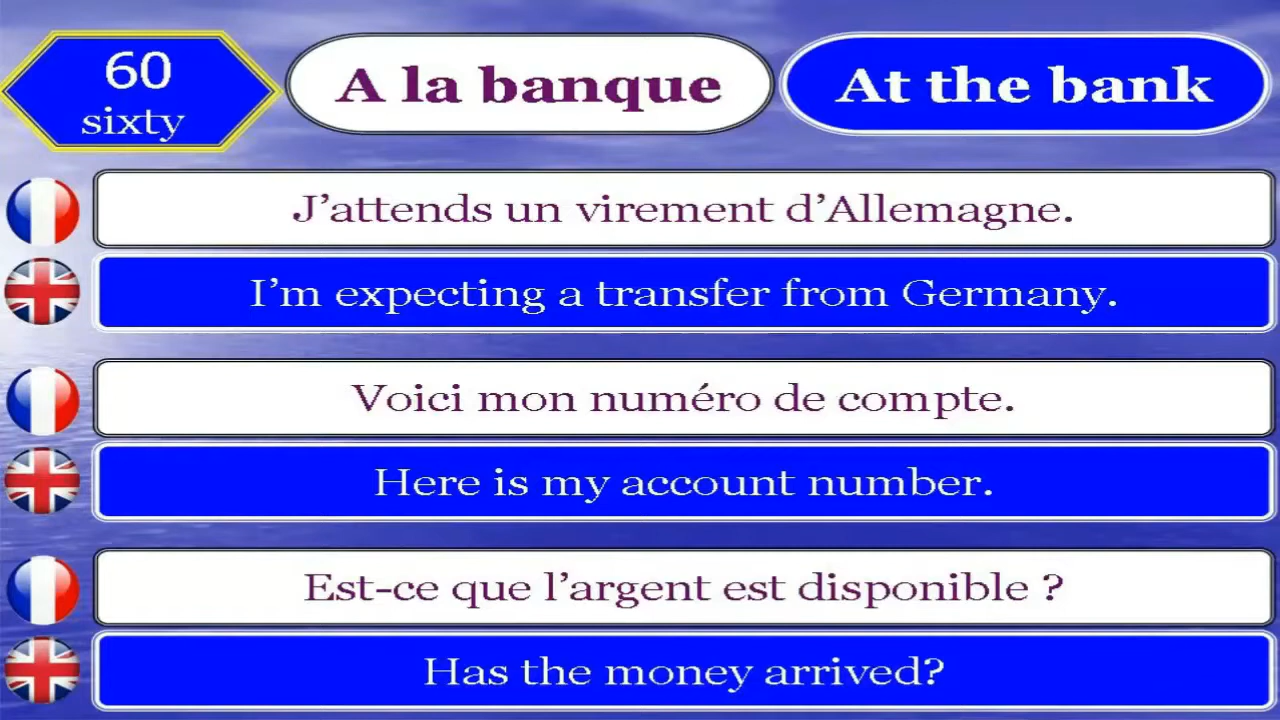 60
sixty
A la banque
At the bank
J’attends un virement d’Allemagne.
I’m expecting a transfer from Germany.
Voici mon numéro de compte.
Here is my account number.
Est-ce que l’argent est disponible ?
Has the money arrived?